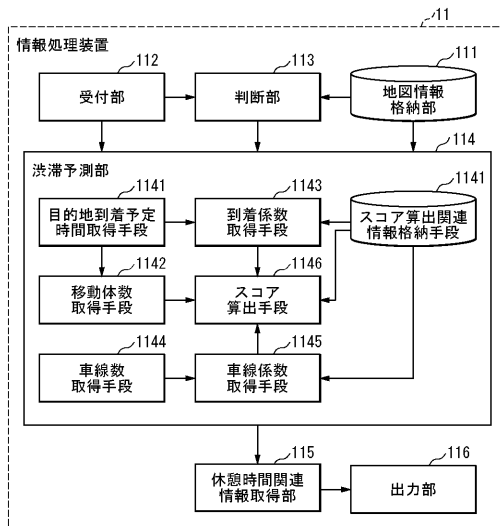 11
情報処理装置
112
受付部
113
判断部
111
地図情報
格納部
114
渋滞予測部
1141
目的地到着予定
時間取得手段
1143
到着係数
取得手段
1141
スコア算出関連
情報格納手段
1142
移動体数
取得手段
1146
スコア
算出手段
1144
車線数
取得手段
1145
車線係数
取得手段
115
休憩時間関連
情報取得部
116
出力部